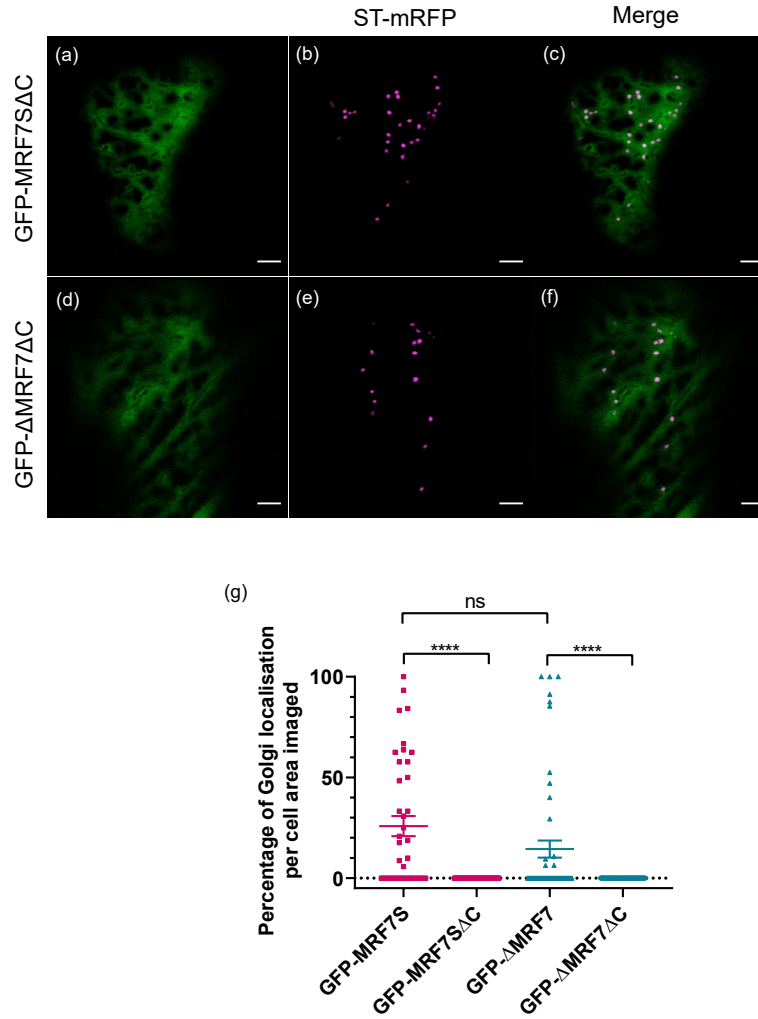 ST-mRFP Merge
GFP-MRF7SΔC
(a) (b) (c)
GFP-ΔMRF7ΔC
(d) (e) (f)
(g)
ns
**** ****
Percentage of Golgi localisation
per cell area imaged
100
50
0
GFP-MRF7S
GFP-MRF7SΔC
GFP-ΔMRF7
GFP-ΔMRF7ΔC